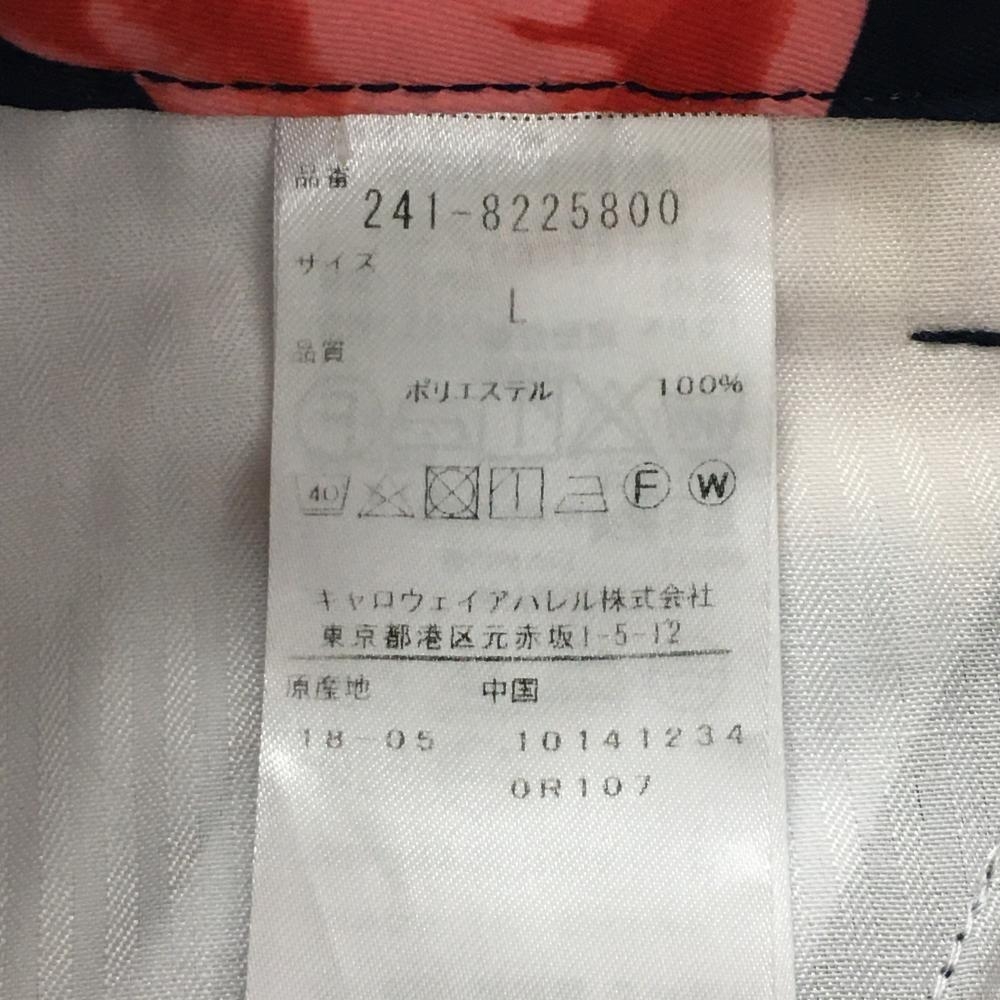 品番
241-8225800
サイズ
L
品質
ポリエステル 100%
40 F W
キャロウェイアパレル株式会社
東京都港区元赤坂1-5-12
原産地 中国
18-05 10141234
0R107